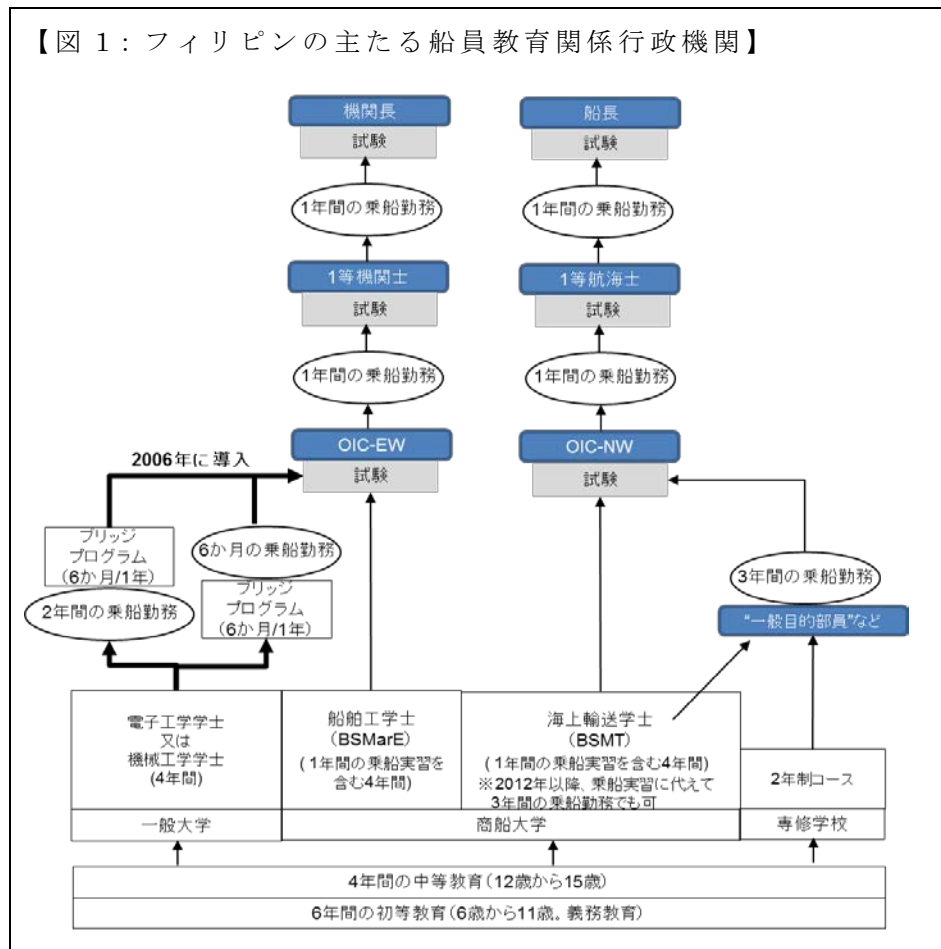 【図 1: フィリピンの主たる船員教育関係行政機関】
機関長
船長
試験
試験
1年間の乗船勤務
1年間の乗船勤務
1等機関士
1等航海士
試験
試験
1年間の乗船勤務
1年間の乗船勤務
OIC-EW
OIC-NW
2006年に導入
試験
試験
ブリッジ
プログラム
(6か月/1年)
6か月の乗船勤務
3年間の乗船勤務
2年間の乗船勤務
ブリッジ
プログラム
(6か月/1年)
“一般目的部員”など
電子工学学士
又は
機械工学学士
(4年間)
船舶工学士
(BSMarE)
(1年間の乗船実習を
含む4年間)
海上輸送学士
(BSMT)
(1年間の乗船実習を含む4年間)
※2012年以降、乗船実習に代えて
3年間の乗船勤務でも可
2年制コース
一般大学
商船大学
専修学校
4年間の中等教育(12歳から15歳)
6年間の初等教育(6歳から11歳。義務教育)